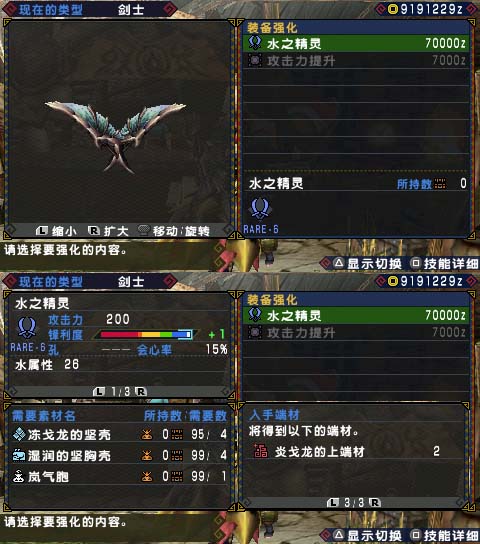 现在的类型 剑士
9191229z
装备强化
水之精灵 70000z
攻击力提升 7000z
水之精灵 所持数 0
RARE-6
L 缩小 R 扩大 移动/旋转
请选择要强化的内容。
△显示切换 □技能详细
现在的类型 剑士
9191229z
水之精灵
攻击力 200
锋利度 +1
RARE-6 孔 --- 会心率 15%
水属性 26
L 1/3 R
装备强化
水之精灵 70000z
攻击力提升 7000z
需要素材名 所持数/需要数
冻戈龙的坚壳 0 95/ 4
湿润的坚胸壳 0 99/ 4
岚气胞 0 99/ 1
入手端材
将得到以下的端材。
炎戈龙的上端材 2
L 3/3 R
请选择要强化的内容。
△显示切换 □技能详细